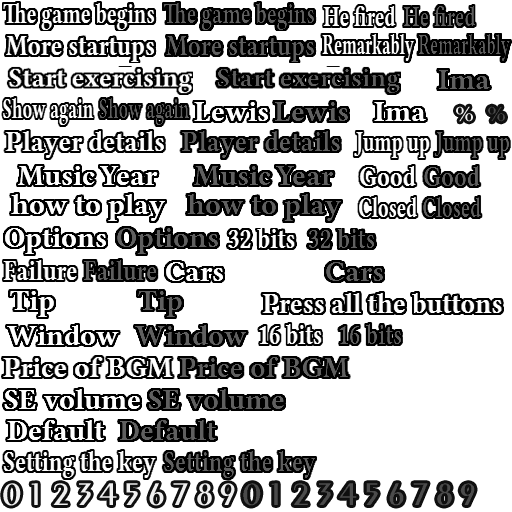 The game begins The game begins He fired He fired
More startups More startups Remarkably Remarkably
Start exercising Start exercising Ima
Show again Show again Lewis Lewis Ima % %
Player details Player details Jump up Jump up
Music Year Music Year Good Good
how to play how to play Closed Closed
Options Options 32 bits 32 bits
Failure Failure Cars Cars
Tip Tip Press all the buttons
Window Window 16 bits 16 bits
Price of BGM Price of BGM
SE volume SE volume
Default Default
Setting the key Setting the key
0 1 2 3 4 5 6 7 8 9 0 1 2 3 4 5 6 7 8 9